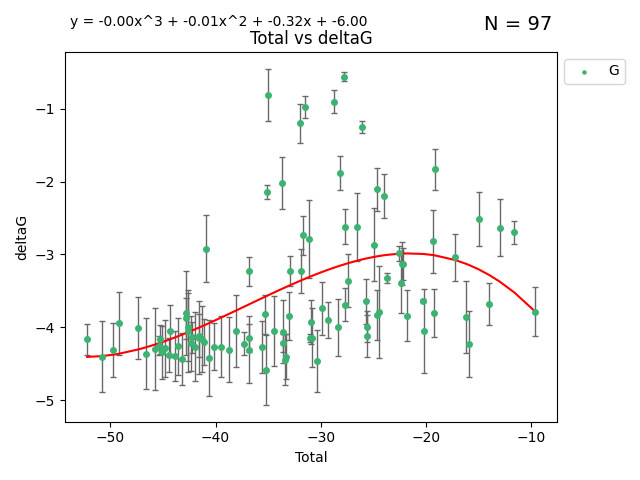 y = -0.00x^3 + -0.01x^2 + -0.32x + -6.00
N = 97
Total vs deltaG
G
−1
−2
−3
−4
−5
deltaG
−50 −40 −30 −20 −10
Total